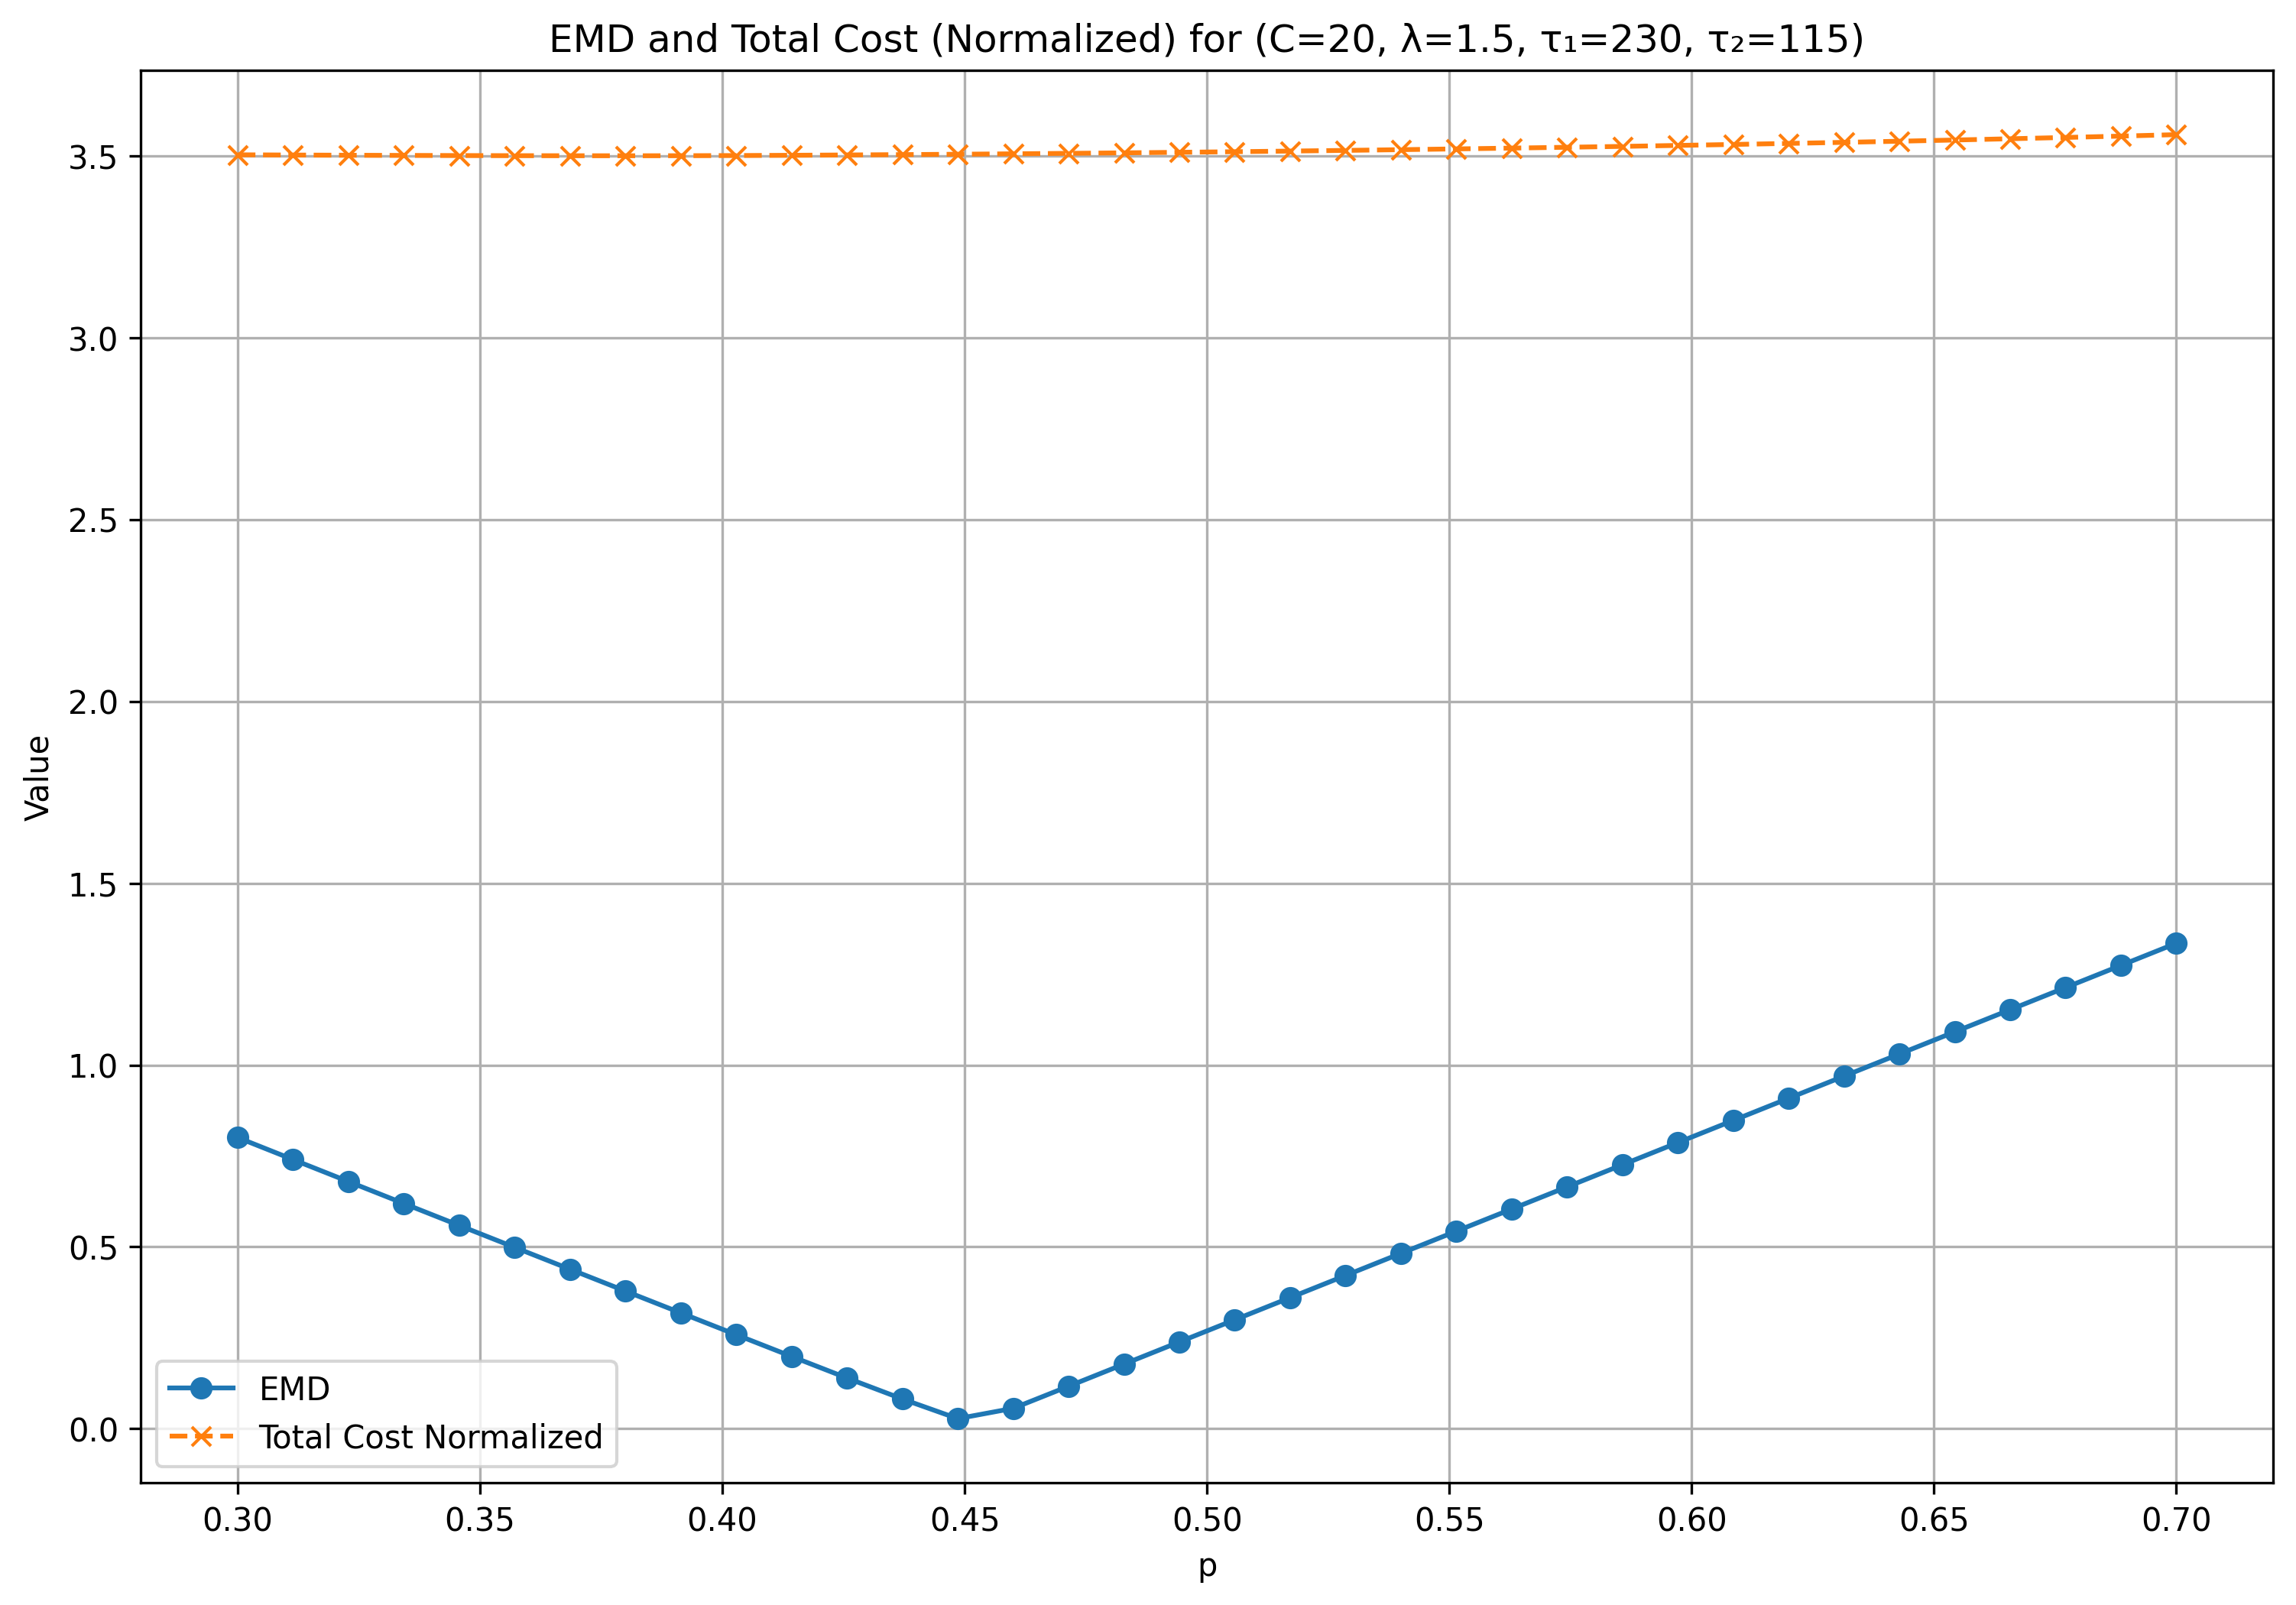 EMD and Total Cost (Normalized) for (C=20, λ=1.5, τ₁=230, τ₂=115)
Value
3.5
3.0
2.5
2.0
1.5
1.0
0.5
0.0
EMD
Total Cost Normalized
0.30 0.35 0.40 0.45 0.50 0.55 0.60 0.65 0.70
p